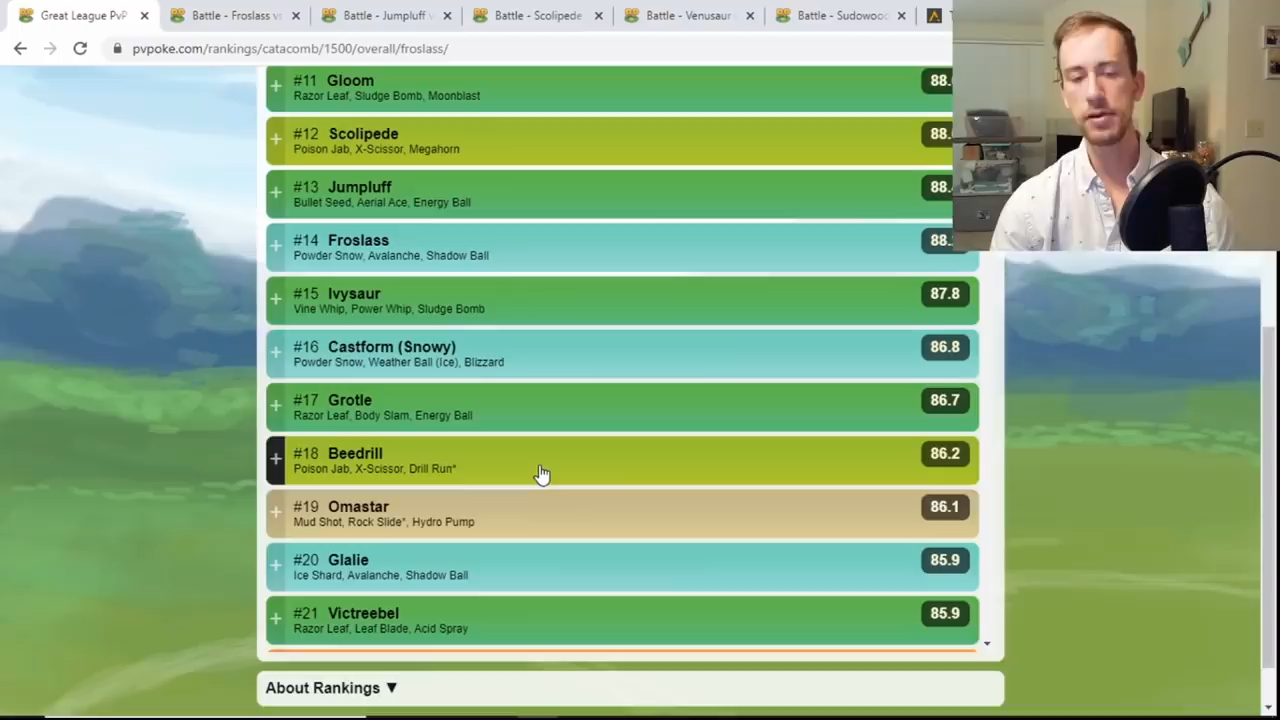 Great League PvP
Battle - Froslass vs
Battle - Jumpluff v
Battle - Scolipede
Battle - Venusaur
Battle - Sudowood
pvpoke.com/rankings/catacomb/1500/overall/froslass/
#11 Gloom
88.
Razor Leaf, Sludge Bomb, Moonblast
#12 Scolipede
88.
Poison Jab, X-Scissor, Megahorn
#13 Jumpluff
88.
Bullet Seed, Aerial Ace, Energy Ball
#14 Froslass
88.
Powder Snow, Avalanche, Shadow Ball
#15 Ivysaur
87.8
Vine Whip, Power Whip, Sludge Bomb
#16 Castform (Snowy)
86.8
Powder Snow, Weather Ball (Ice), Blizzard
#17 Grotle
86.7
Razor Leaf, Body Slam, Energy Ball
#18 Beedrill
86.2
Poison Jab, X-Scissor, Drill Run*
#19 Omastar
86.1
Mud Shot, Rock Slide*, Hydro Pump
#20 Glalie
85.9
Ice Shard, Avalanche, Shadow Ball
#21 Victreebel
85.9
Razor Leaf, Leaf Blade, Acid Spray
About Rankings ▼